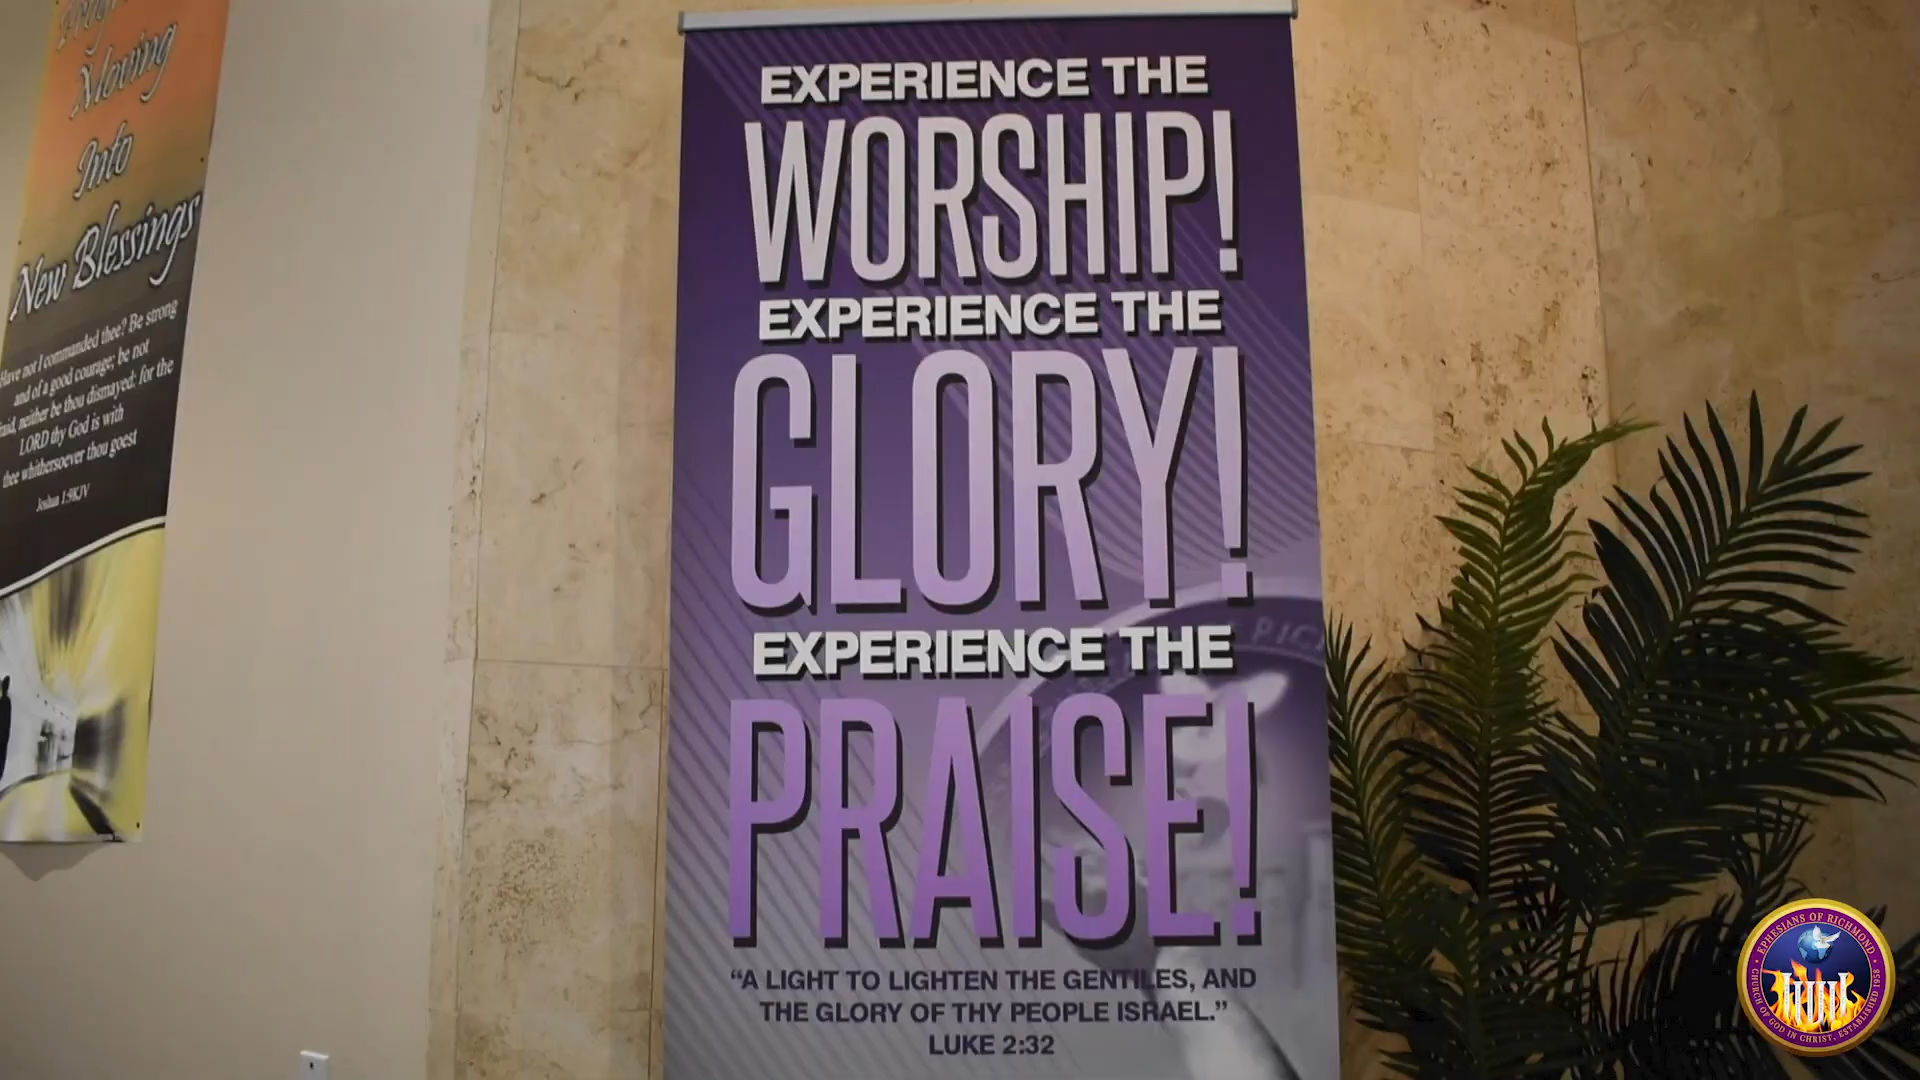 Moving
Into
New Blessings
Have not I commanded thee? Be strong
and of a good courage; be not
neither be thou dismayed: for the
LORD thy God is with
thee whithersoever thou goest
Joshua 1:9KJV
EXPERIENCE THE
WORSHIP!
EXPERIENCE THE
GLORY!
EXPERIENCE THE
PRAISE!
“A LIGHT TO LIGHTEN THE GENTILES, AND
THE GLORY OF THY PEOPLE ISRAEL.”
LUKE 2:32
EPHESIANS OF RICHMOND
CHURCH OF GOD IN CHRIST, ESTABLISHED 1958